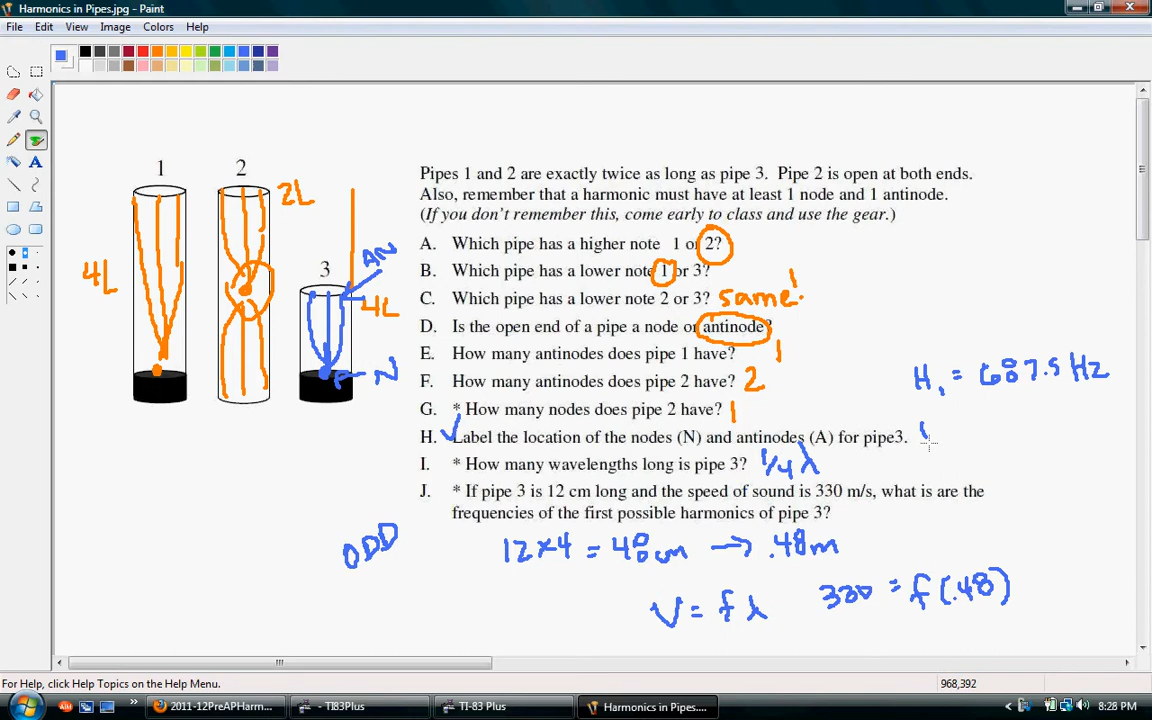 Harmonics in Pipes.jpg - Paint
File Edit View Image Colors Help
1 2 3
2L
4L
AN
4L
N
Pipes 1 and 2 are exactly twice as long as pipe 3. Pipe 2 is open at both ends.
Also, remember that a harmonic must have at least 1 node and 1 antinode.
(If you don't remember this, come early to class and use the gear.)
A. Which pipe has a higher note 1 or 2?
B. Which pipe has a lower note 1 or 3?
C. Which pipe has a lower note 2 or 3? same!
D. Is the open end of a pipe a node or antinode?
E. How many antinodes does pipe 1 have? 1
F. How many antinodes does pipe 2 have? 2
G. * How many nodes does pipe 2 have? 1
H. Label the location of the nodes (N) and antinodes (A) for pipe3.
I. * How many wavelengths long is pipe 3? 1/4 λ
J. * If pipe 3 is 12 cm long and the speed of sound is 330 m/s, what is are the
frequencies of the first possible harmonics of pipe 3?
H₁ = 687.5 Hz
ODD
12 x 4 = 48cm → .48m
V = f λ
330 = f (.48)
For Help, click Help Topics on the Help Menu.
968,392
2011-12PreAPHarm...
- TI83Plus
TI-83 Plus
Harmonics in Pipes....
8:28 PM